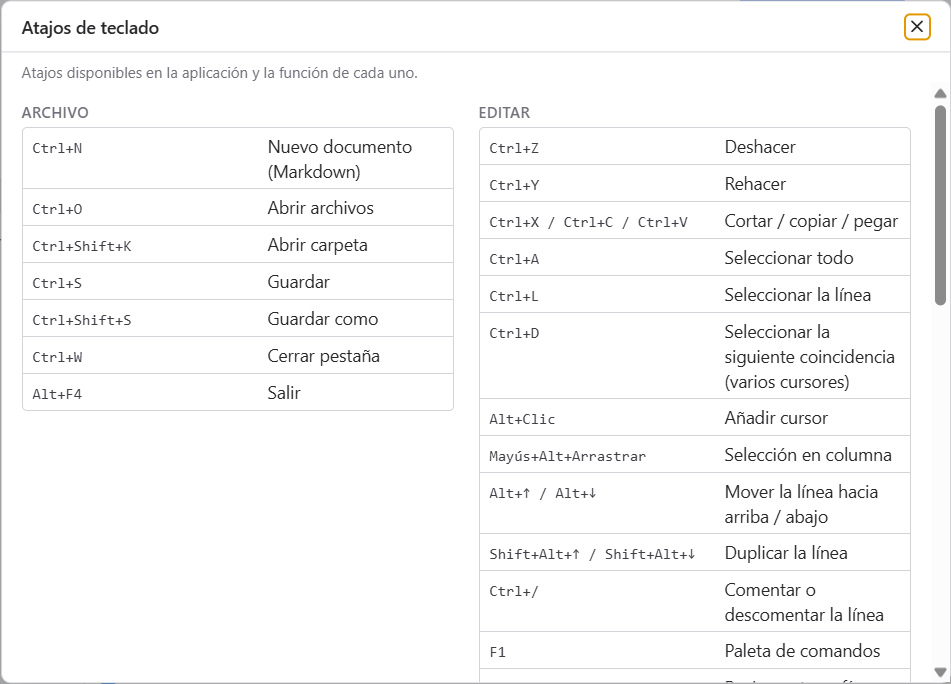 Atajos de teclado
Atajos disponibles en la aplicación y la función de cada uno.
ARCHIVO
Ctrl+N Nuevo documento
(Markdown)
Ctrl+O Abrir archivos
Ctrl+Shift+K Abrir carpeta
Ctrl+S Guardar
Ctrl+Shift+S Guardar como
Ctrl+W Cerrar pestaña
Alt+F4 Salir
EDITAR
Ctrl+Z Deshacer
Ctrl+Y Rehacer
Ctrl+X / Ctrl+C / Ctrl+V Cortar / copiar / pegar
Ctrl+A Seleccionar todo
Ctrl+L Seleccionar la línea
Ctrl+D Seleccionar la
siguiente coincidencia
(varios cursores)
Alt+Clic Añadir cursor
Mayús+Alt+Arrastrar Selección en columna
Alt+↑ / Alt+↓ Mover la línea hacia
arriba / abajo
Shift+Alt+↑ / Shift+Alt+↓ Duplicar la línea
Ctrl+/ Comentar o
descomentar la línea
F1 Paleta de comandos